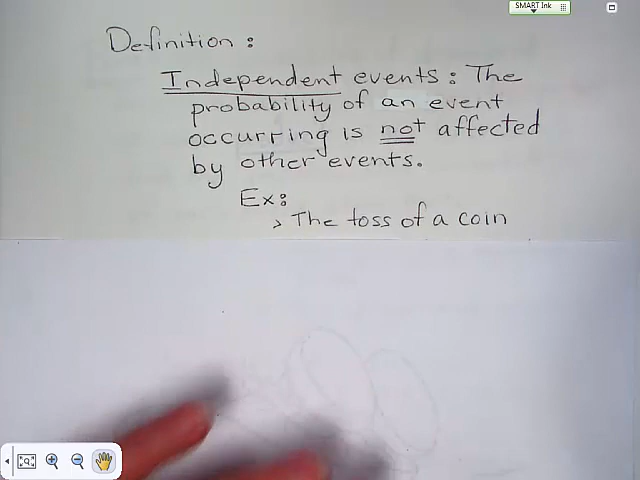 SMART Ink
Definition:
Independent events: The
probability of an event
occurring is not affected
by other events.
Ex:
> The toss of a coin